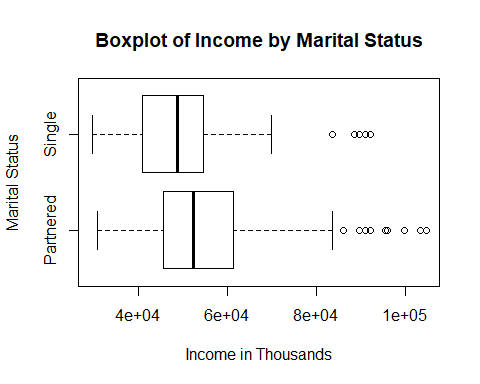 Boxplot of Income by Marital Status
Marital Status
Single
Partnered
4e+04
6e+04
8e+04
1e+05
Income in Thousands